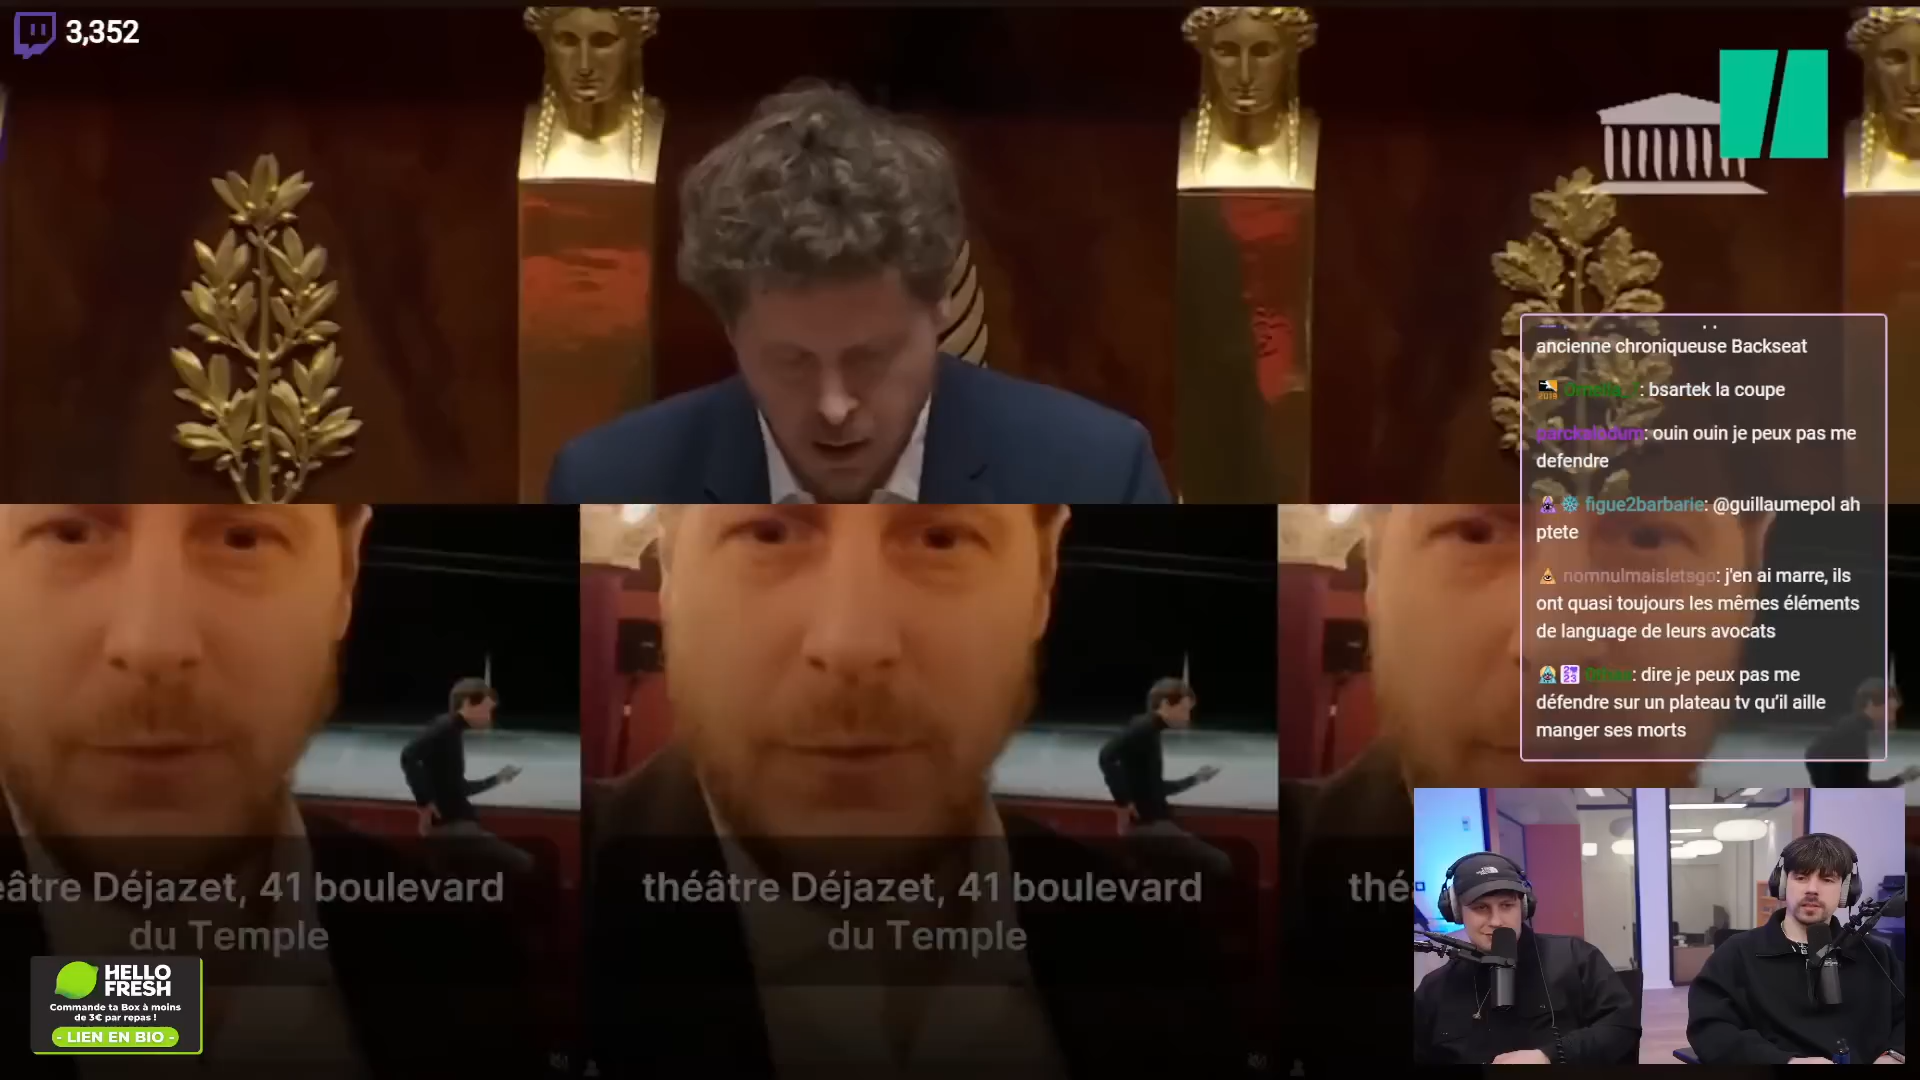 3,352
ancienne chroniqueuse Backseat
: bsartek la coupe
: ouin ouin je peux pas me
defendre
figue2barbarie: @guillaumepol ah
ptete
nomnulmaisletsgo: j'en ai marre, ils
ont quasi toujours les mêmes éléments
de language de leurs avocats
: dire je peux pas me
défendre sur un plateau tv qu'il aille
manger ses morts
éâtre Déjazet, 41 boulevard
du Temple
théâtre Déjazet, 41 boulevard
du Temple
thé
HELLO
FRESH
Commande ta Box à moins
de 3€ par repas !
- LIEN EN BIO -